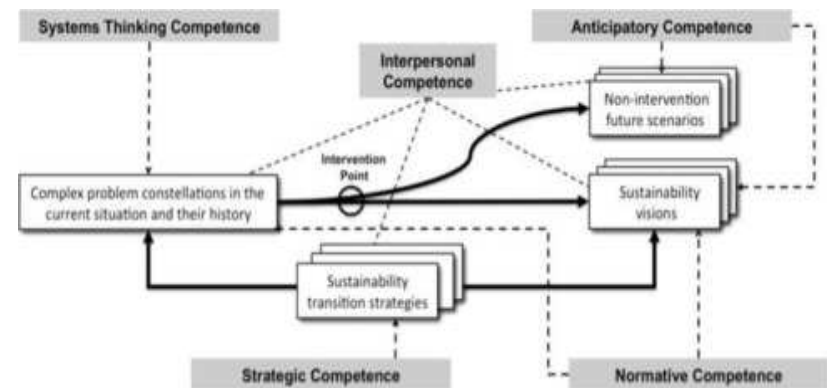 Systems Thinking Competence
Anticipatory Competence
Interpersonal
Competence
Non-intervention
future scenarios
Intervention
Point
Complex problem constellations in the
current situation and their history
Sustainability
visions
Sustainability
transition strategies
Strategic Competence
Normative Competence